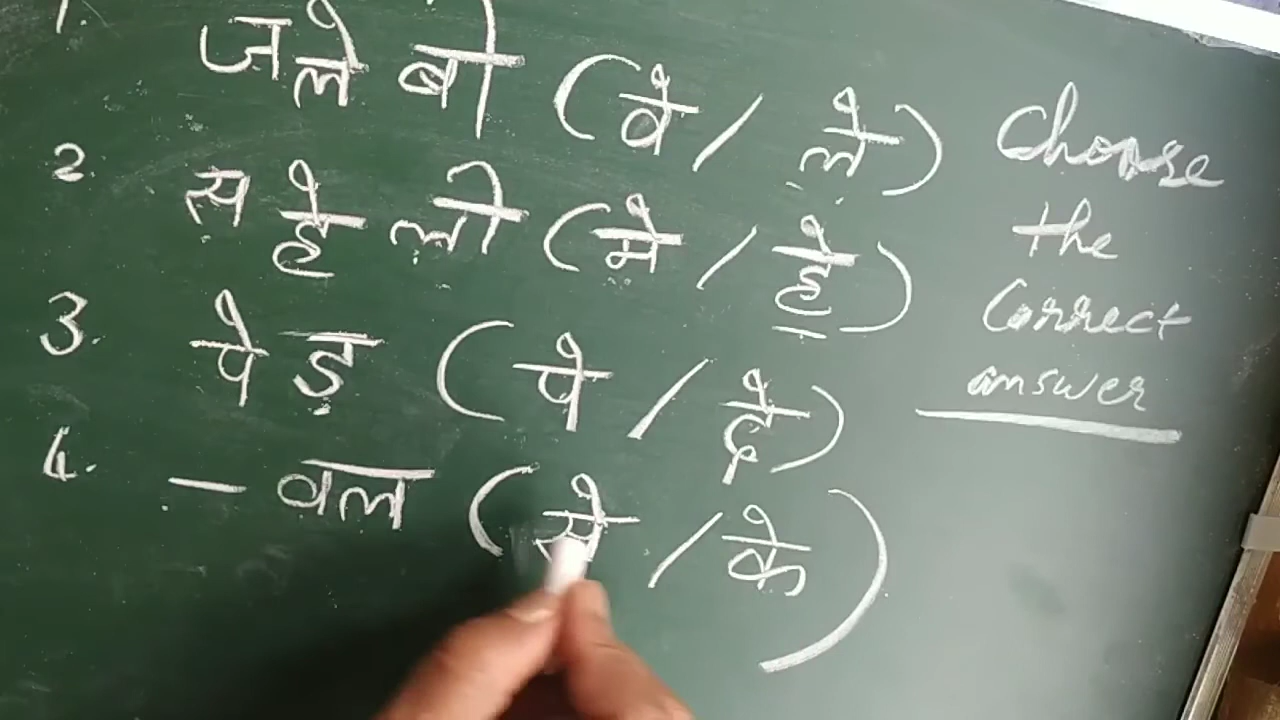 1. जलेबी (वे / ले)
2. सहेली (मे / हे)
3. पेड़ (पे / दे)
4. - वल (से / के)
Choose
the
Correct
answer